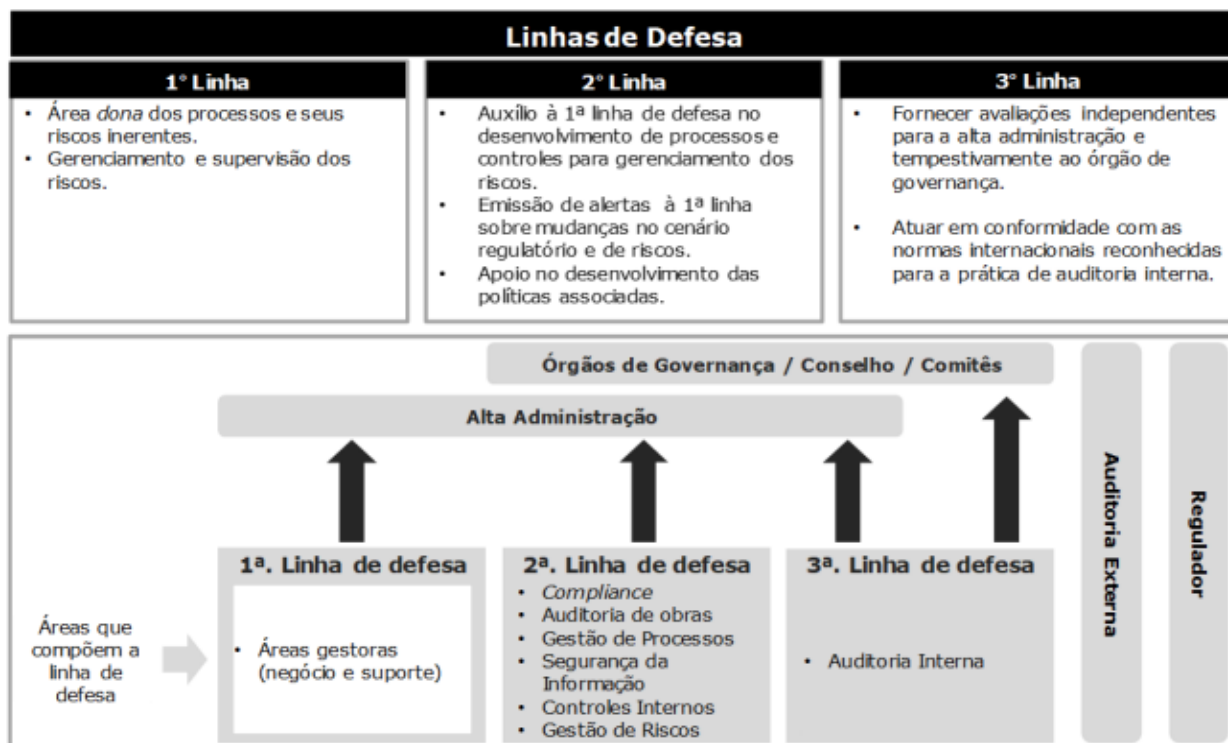 Linhas de Defesa
1° Linha
• Área dona dos processos e seus
riscos inerentes.
• Gerenciamento e supervisão dos
riscos.
2° Linha
• Auxílio à 1ª linha de defesa no
desenvolvimento de processos e
controles para gerenciamento dos
riscos.
• Emissão de alertas à 1ª linha
sobre mudanças no cenário
regulatório e de riscos.
• Apoio no desenvolvimento das
políticas associadas.
3° Linha
• Fornecer avaliações independentes
para a alta administração e
tempestivamente ao órgão de
governança.
• Atuar em conformidade com as
normas internacionais reconhecidas
para a prática de auditoria interna.
Órgãos de Governança / Conselho / Comitês
Alta Administração
Áreas que
compõem a
linha de
defesa
1ª. Linha de defesa
• Áreas gestoras
(negócio e suporte)
2ª. Linha de defesa
• Compliance
• Auditoria de obras
• Gestão de Processos
• Segurança da
Informação
• Controles Internos
• Gestão de Riscos
3ª. Linha de defesa
• Auditoria Interna
Auditoria Externa
Regulador